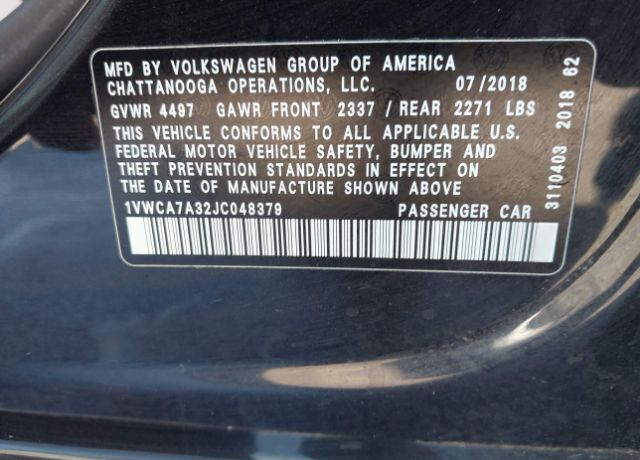 MFD BY VOLKSWAGEN GROUP OF AMERICA
CHATTANOOGA OPERATIONS, LLC. 07/2018
GVWR 4497 GAWR FRONT 2337 / REAR 2271 LBS
THIS VEHICLE CONFORMS TO ALL APPLICABLE U.S.
FEDERAL MOTOR VEHICLE SAFETY, BUMPER AND
THEFT PREVENTION STANDARDS IN EFFECT ON
THE DATE OF MANUFACTURE SHOWN ABOVE
1VWCA7A32JC048379 PASSENGER CAR
3110403 2018 62